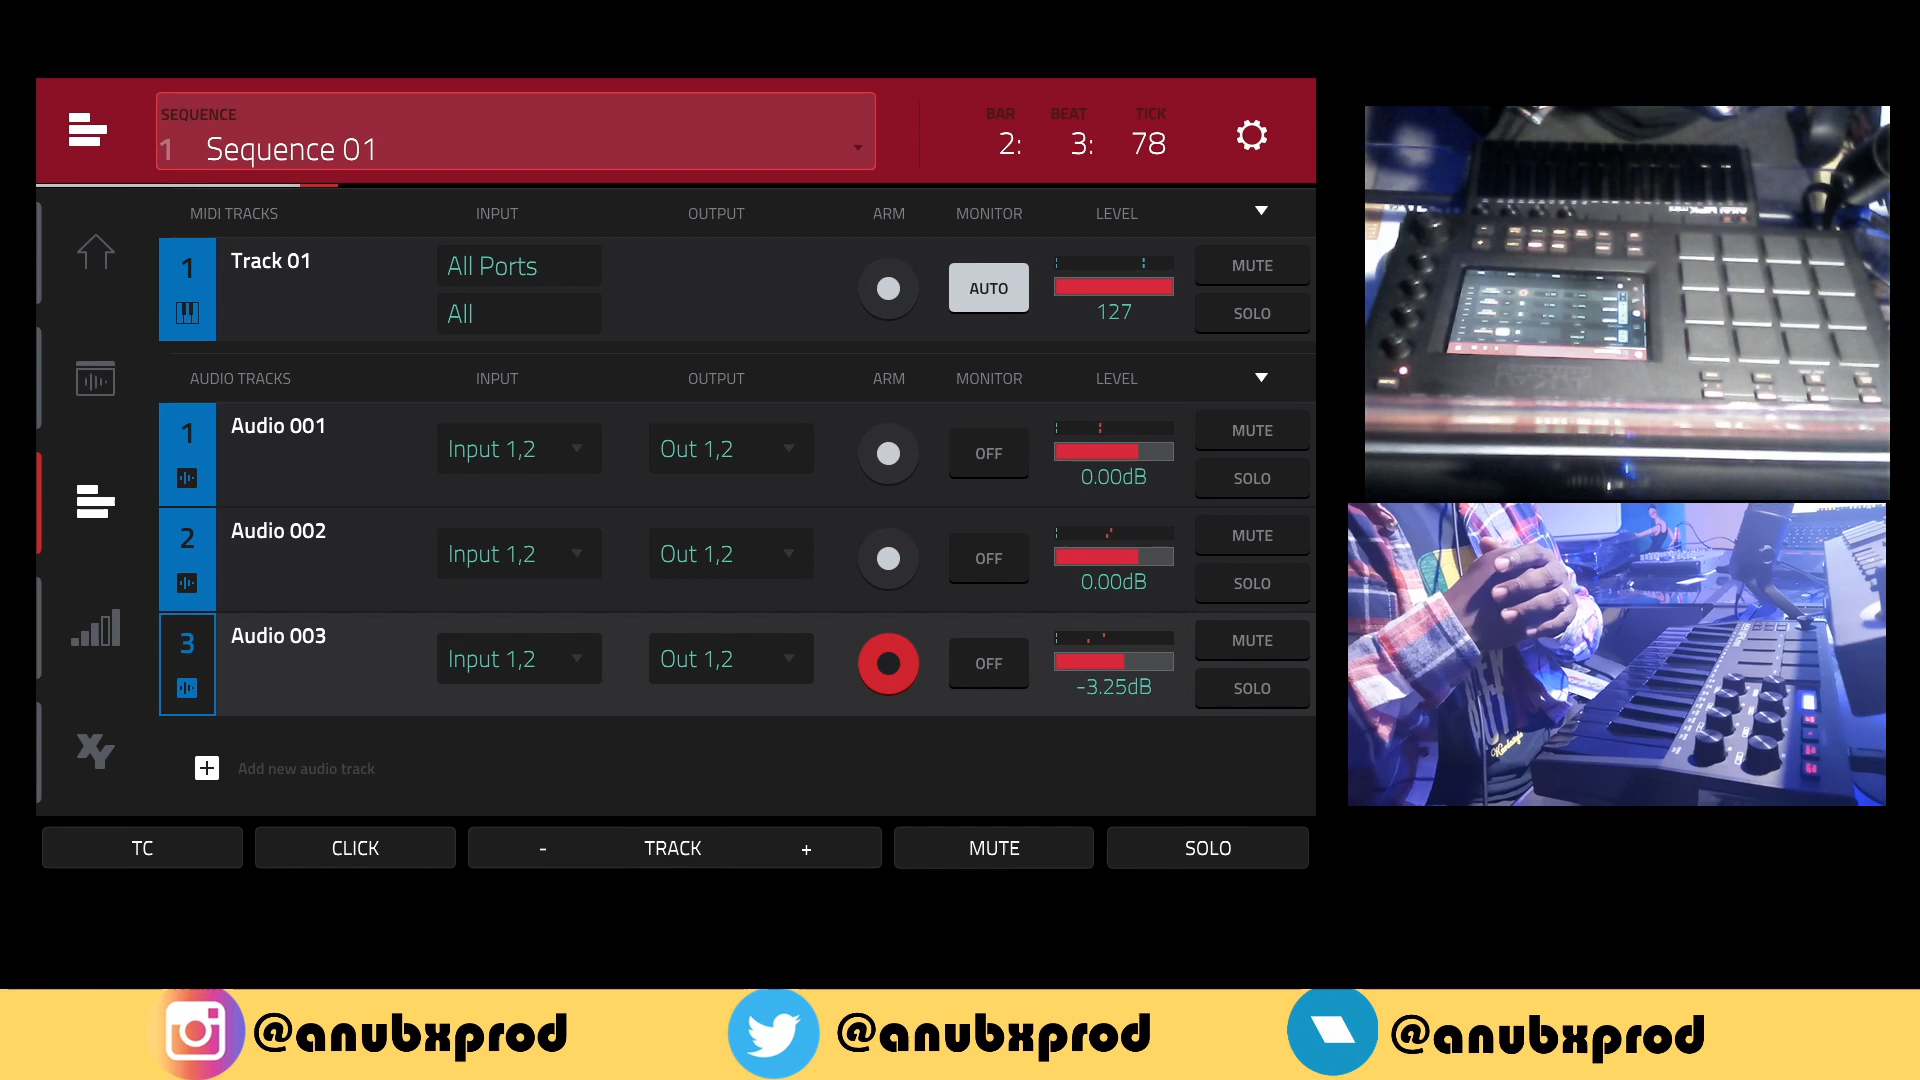 SEQUENCE
1 Sequence 01
BAR BEAT TICK
2: 3: 78
MIDI TRACKS INPUT OUTPUT ARM MONITOR LEVEL
1 Track 01 All Ports AUTO MUTE
All 127 SOLO
AUDIO TRACKS INPUT OUTPUT ARM MONITOR LEVEL
1 Audio 001 Input 1,2 Out 1,2 OFF 0.00dB MUTE
SOLO
2 Audio 002 Input 1,2 Out 1,2 OFF 0.00dB MUTE
SOLO
3 Audio 003 Input 1,2 Out 1,2 OFF -3.25dB MUTE
SOLO
XY
+ Add new audio track
TC CLICK - TRACK + MUTE SOLO
@anubxprod @anubxprod @anubxprod